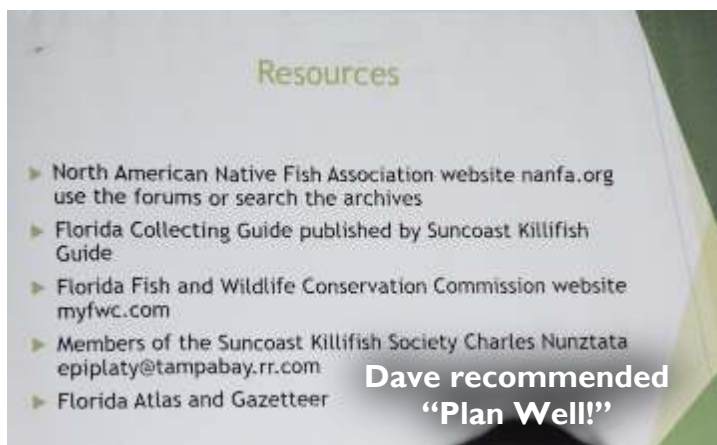 Resources
North American Native Fish Association website nanfa.org
use the forums or search the archives
Florida Collecting Guide published by Suncoast Killifish
Guide
Florida Fish and Wildlife Conservation Commission website
myfwc.com
Members of the Suncoast Killifish Society Charles Nunztata
epiplaty@tampabay.rr.com
Florida Atlas and Gazetteer
Dave recommended
“Plan Well!”